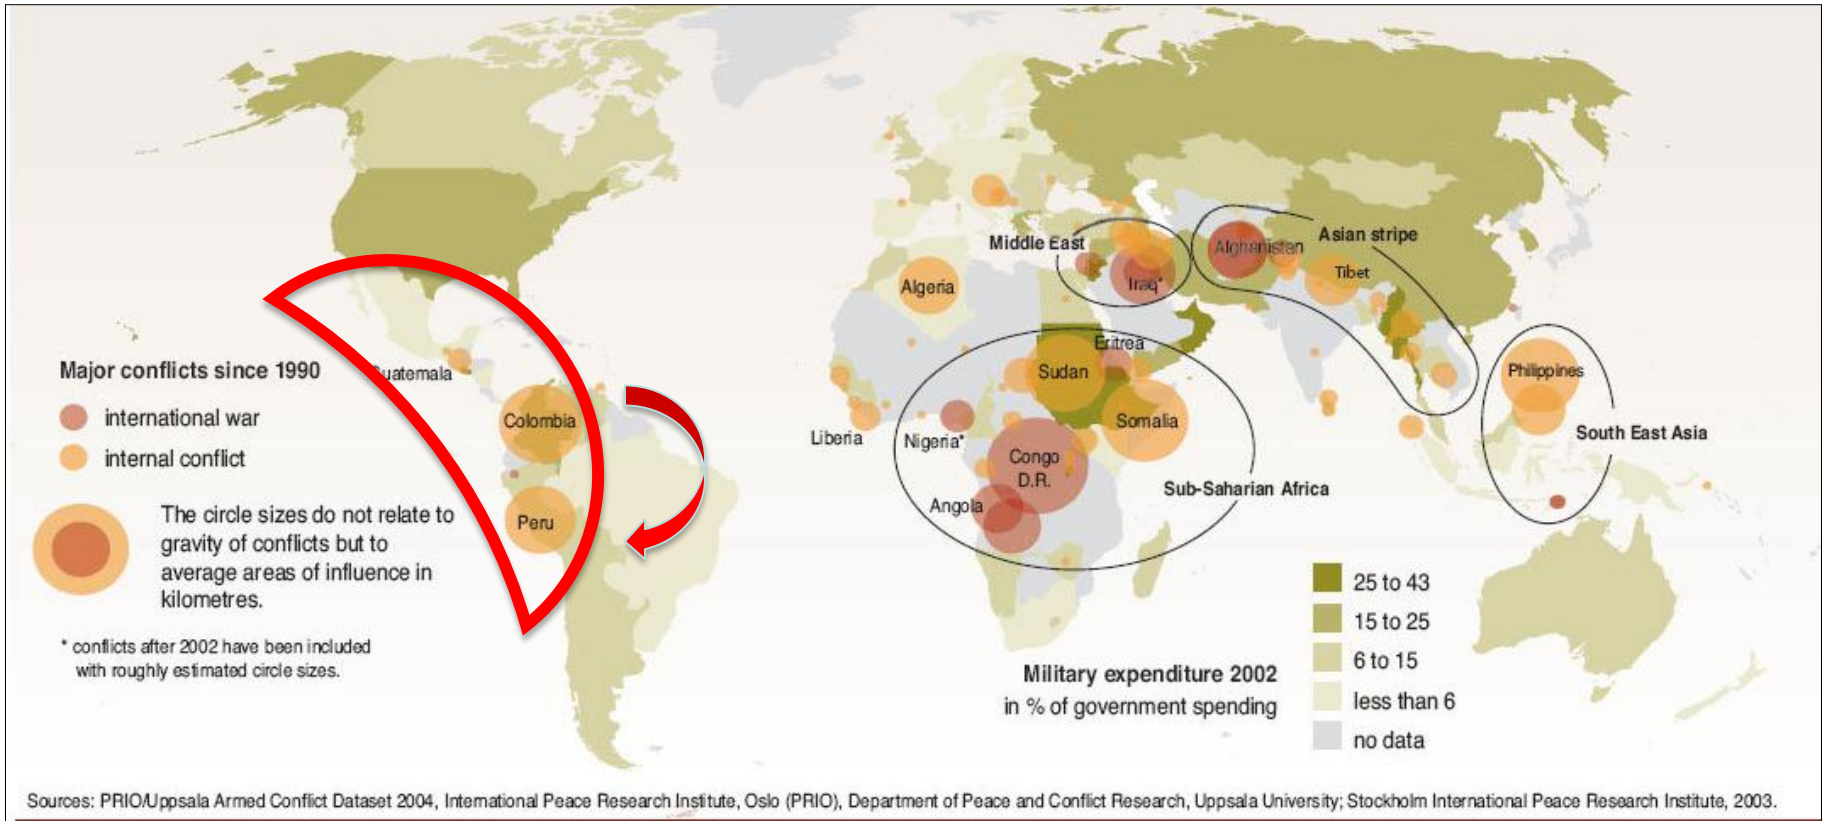 Middle East
Asian stripe
Afghanistan
Tibet
Iraq*
Algeria
Eritrea
Major conflicts since 1990
Guatemala
Sudan
Philippines
international war
Colombia
Somalia
Liberia
Nigeria*
South East Asia
internal conflict
Congo
D.R.
Sub-Saharian Africa
Angola
Peru
The circle sizes do not relate to
gravity of conflicts but to
average areas of influence in
kilometres.
* conflicts after 2002 have been included
with roughly estimated circle sizes.
Military expenditure 2002
in % of government spending
25 to 43
15 to 25
6 to 15
less than 6
no data
Sources: PRIO/Uppsala Armed Conflict Dataset 2004, International Peace Research Institute, Oslo (PRIO), Department of Peace and Conflict Research, Uppsala University; Stockholm International Peace Research Institute, 2003.